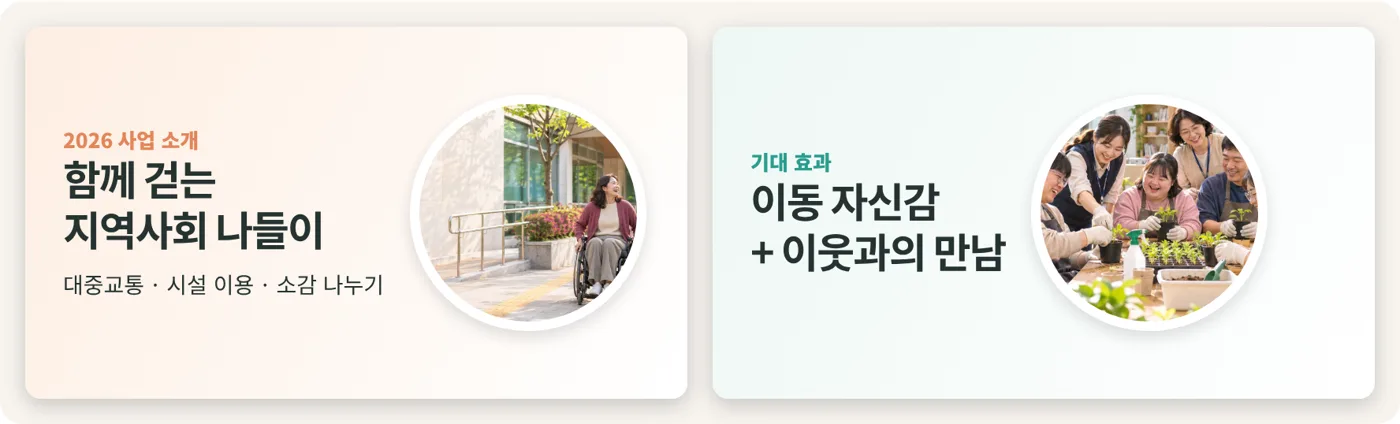 2026 사업 소개
함께 걷는
지역사회 나들이
대중교통 · 시설 이용 · 소감 나누기
기대 효과
이동 자신감
+ 이웃과의 만남